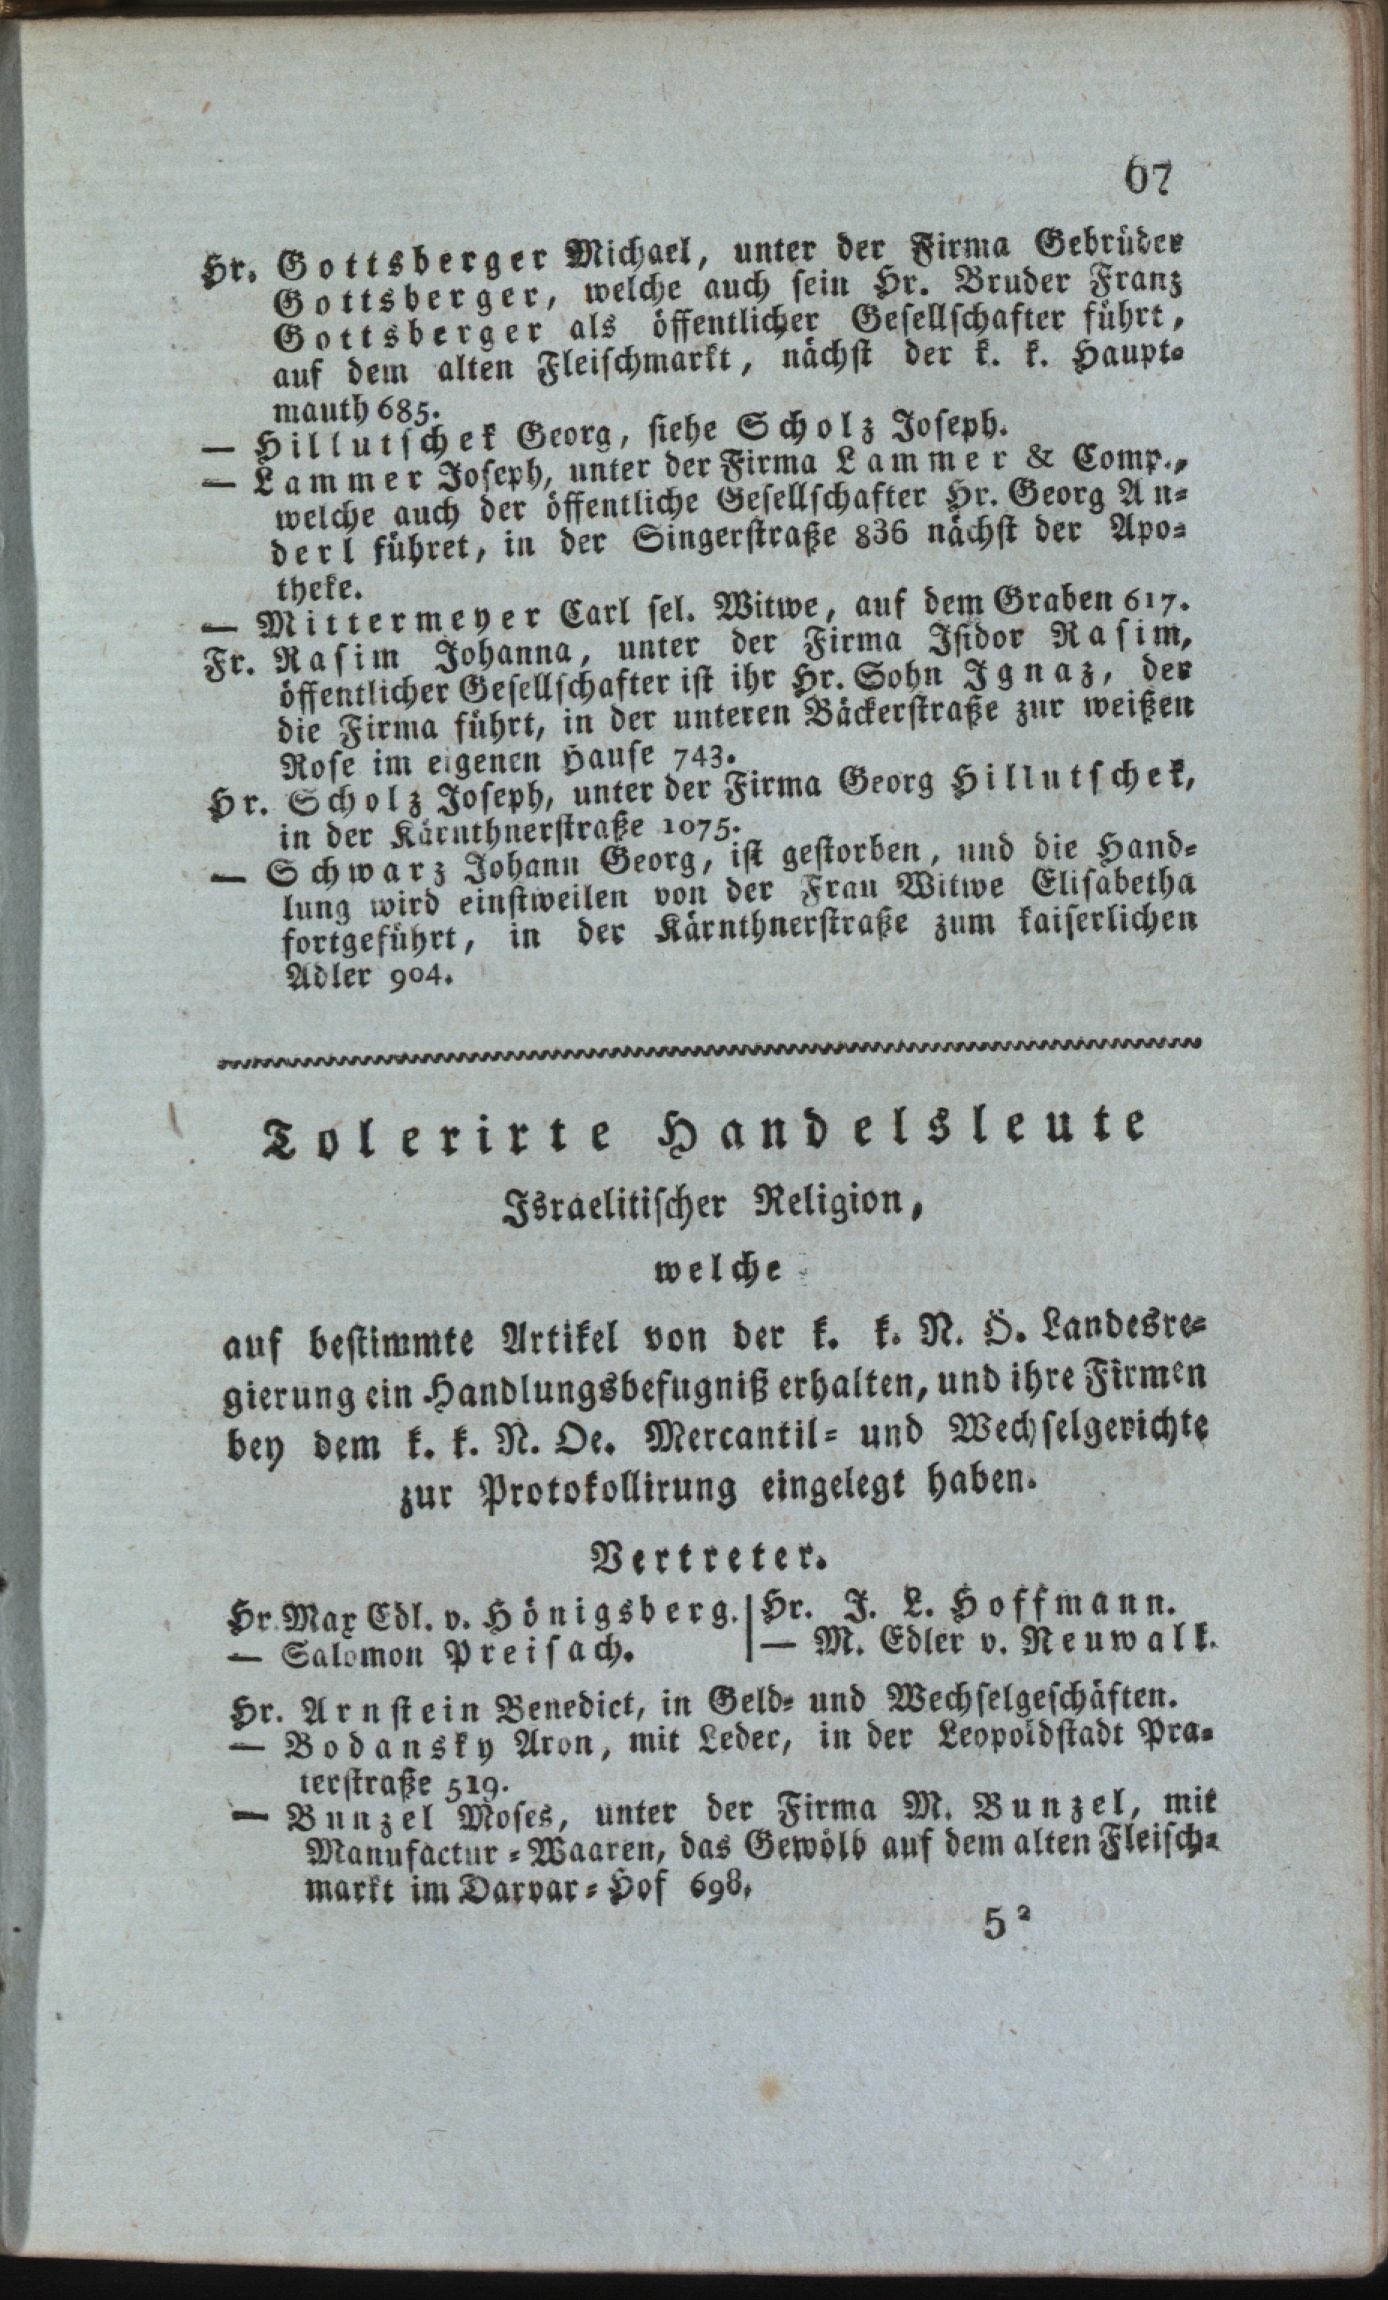 67
Hr. Gottsberger Michael, unter der Firma Gebrüder
Gottsberger, welche auch sein Hr. Bruder Franz
Gottsberger als öffentlicher Gesellschafter führt,
auf dem alten Fleischmarkt, nächst der k. k. Haupt-
mauth 685.
— Hillutschek Georg, siehe Scholz Joseph.
— Lammer Joseph, unter der Firma Lammer & Comp.,
welche auch der öffentliche Gesellschafter Hr. Georg An-
derl führet, in der Singerstraße 836 nächst der Apo-
theke.
— Mittermeyer Carl sel. Witwe, auf dem Graben 617.
Fr. Rasim Johanna, unter der Firma Isidor Rasim,
öffentlicher Gesellschafter ist ihr Hr. Sohn Ignaz, der
die Firma führt, in der unteren Bäckerstraße zur weißen
Rose im eigenen Hause 743.
Hr. Scholz Joseph, unter der Firma Georg Hillutschek,
in der Kärnthnerstraße 1075.
— Schwarz Johann Georg, ist gestorben, und die Hand-
lung wird einstweilen von der Frau Witwe Elisabetha
fortgeführt, in der Kärnthnerstraße zum kaiserlichen
Adler 904.
Tolerirte Handelsleute
Israelitischer Religion,
welche
auf bestimmte Artikel von der k. k. N. Ö. Landesre-
gierung ein Handlungsbefugniß erhalten, und ihre Firmen
bey dem k. k. N. Oe. Mercantil- und Wechselgerichte
zur Protokollirung eingelegt haben.
Vertreter.
Hr. Max Edl. v. Hönigsberg.
— Salomon Preisach.
Hr. J. L. Hoffmann.
— M. Edler v. Neuwalk.
Hr. Arnstein Benedict, in Geld- und Wechselgeschäften.
— Bodansky Aron, mit Leder, in der Leopoldstadt Pra-
terstraße 519.
— Bunzel Moses, unter der Firma M. Bunzel, mit
Manufactur-Waaren, das Gewölb auf dem alten Fleisch-
markt im Darvar-Hof 698.
5 2